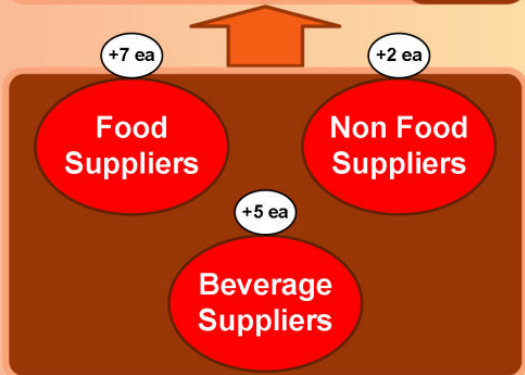 +7 ea
Food
Suppliers
+2 ea
Non Food
Suppliers
+5 ea
Beverage
Suppliers